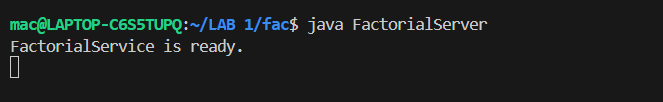 mac@LAPTOP-C6S5TUPQ:~/LAB 1/fac$ java FactorialServer
FactorialService is ready.